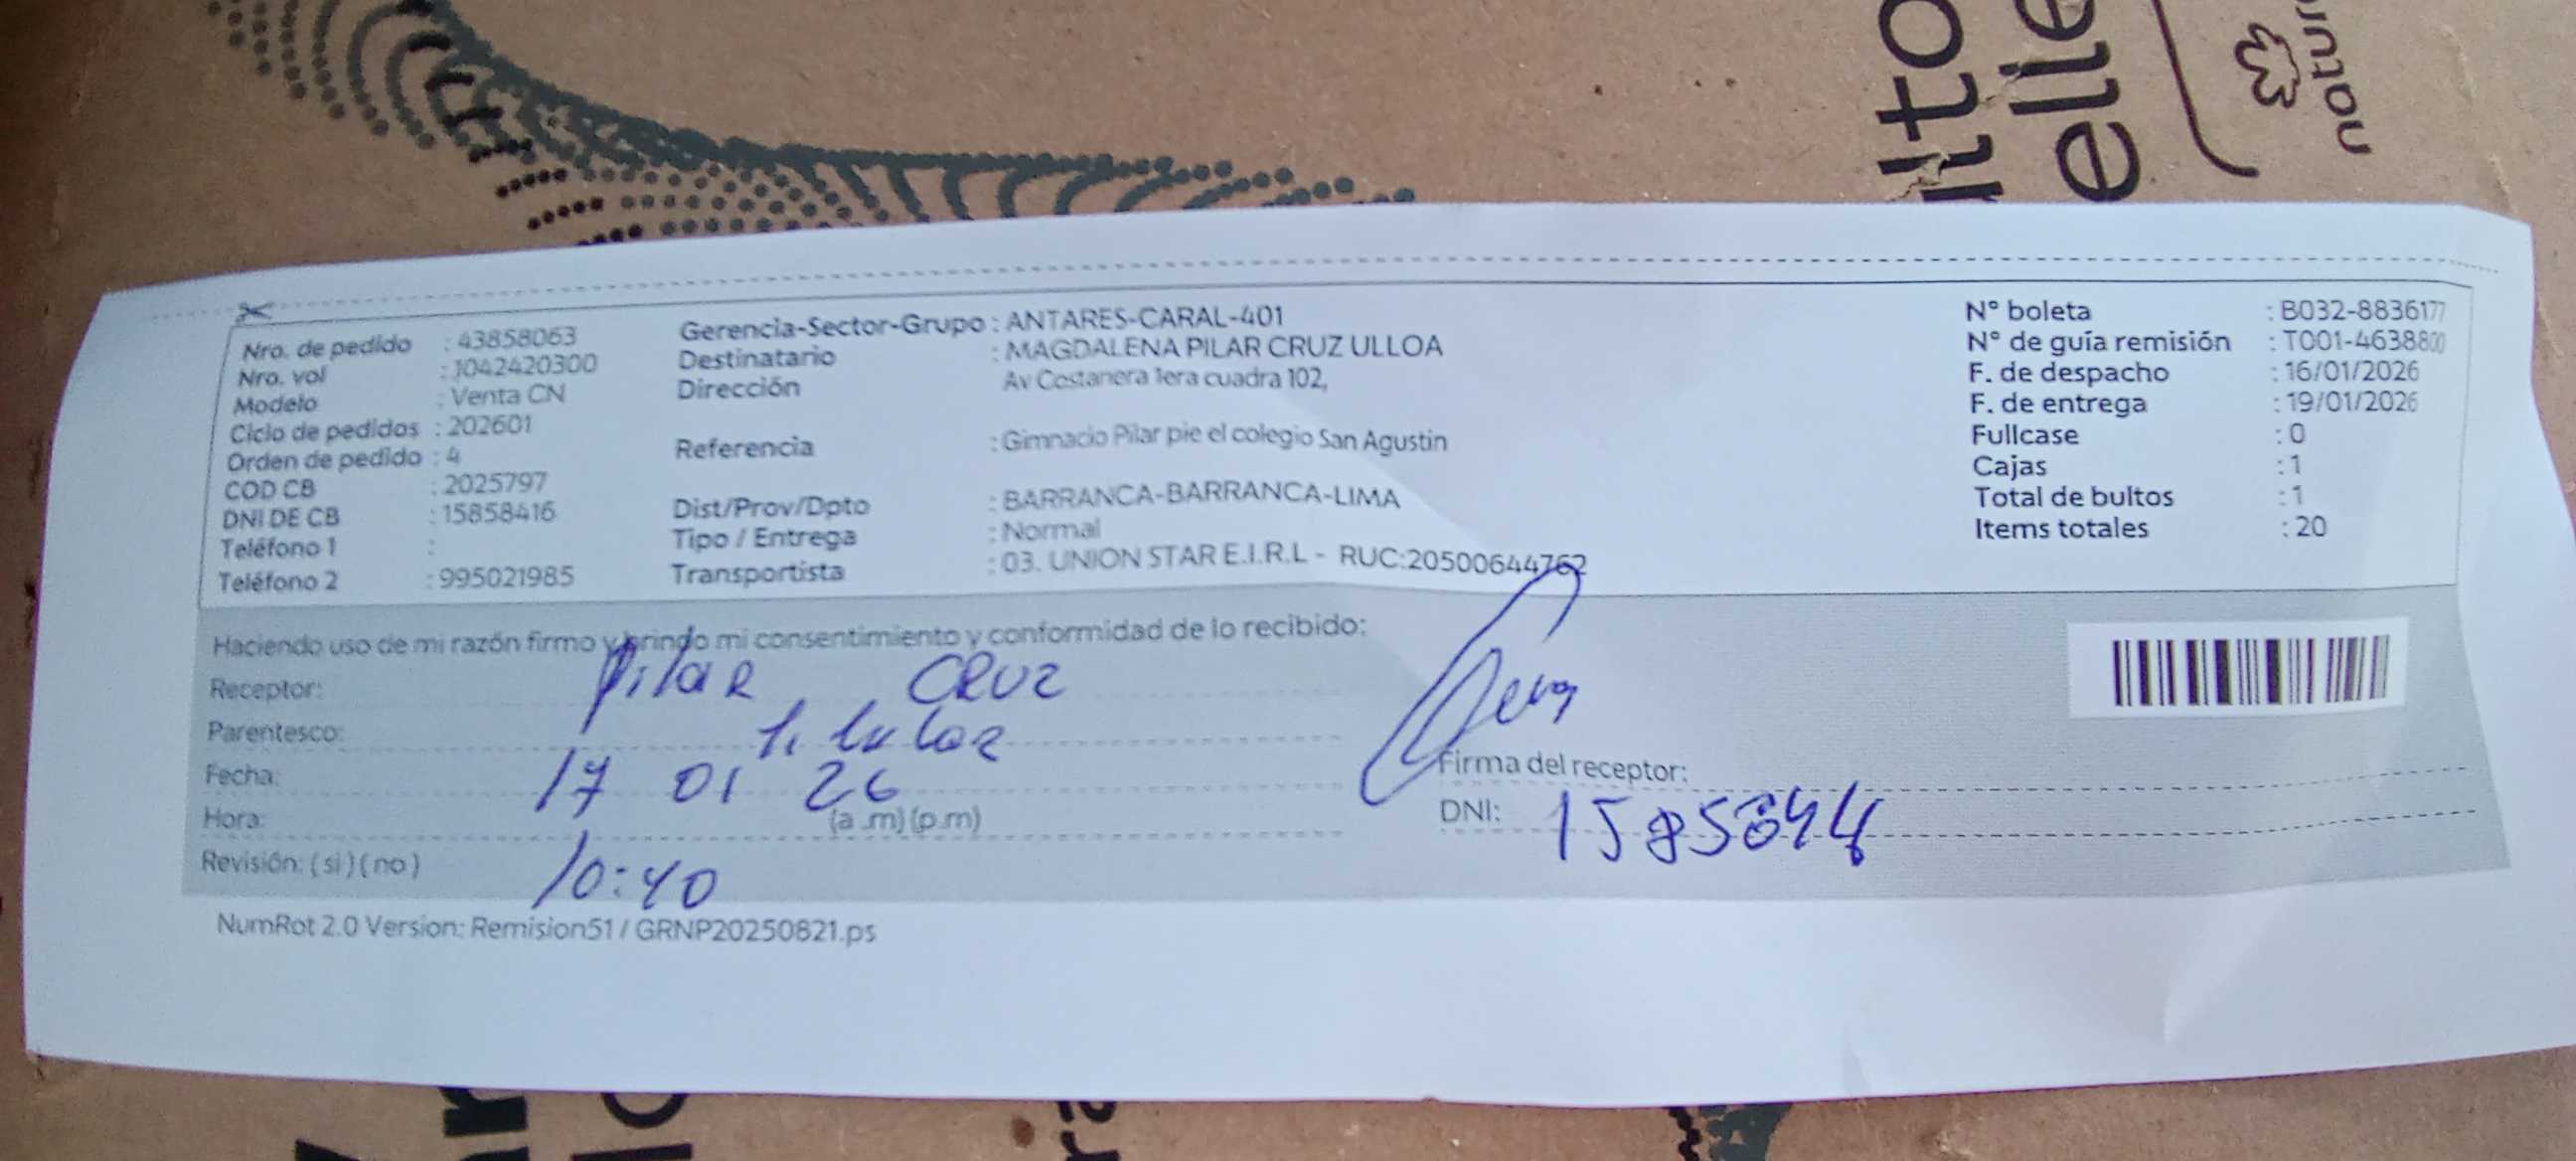 ulto
elie
natura
Nro. de pedido : 43858063
Nro. vol : 1042420300
Modelo : Venta CN
Ciclo de pedidos : 202601
Orden de pedido : 4
COD CB : 2025797
DNI DE CB : 15858416
Teléfono 1 :
Teléfono 2 : 995021985
Gerencia-Sector-Grupo : ANTARES-CARAL-401
Destinatario : MAGDALENA PILAR CRUZ ULLOA
Dirección Av Costanera 1era cuadra 102,
Referencia : Gimnacio Pilar pie el colegio San Agustin
Dist/Prov/Dpto : BARRANCA-BARRANCA-LIMA
Tipo / Entrega : Normal
Transportista : 03. UNION STAR E.I.R.L - RUC:20500644762
N° boleta : B032-8836177
N° de guía remisión : T001-4638800
F. de despacho : 16/01/2026
F. de entrega : 19/01/2026
Fullcase : 0
Cajas : 1
Total de bultos : 1
Items totales : 20
Haciendo uso de mi razón firmo y brindo mi consentimiento y conformidad de lo recibido:
Receptor: Pilar Cruz
Parentesco: Titular
Fecha: 17 01 26
Hora: (a .m) (p.m)
Revisión: ( si ) ( no ) 10:40
Firma del receptor:
DNI:
NumRot 2.0 Version: Remision51 / GRNP20250821.ps